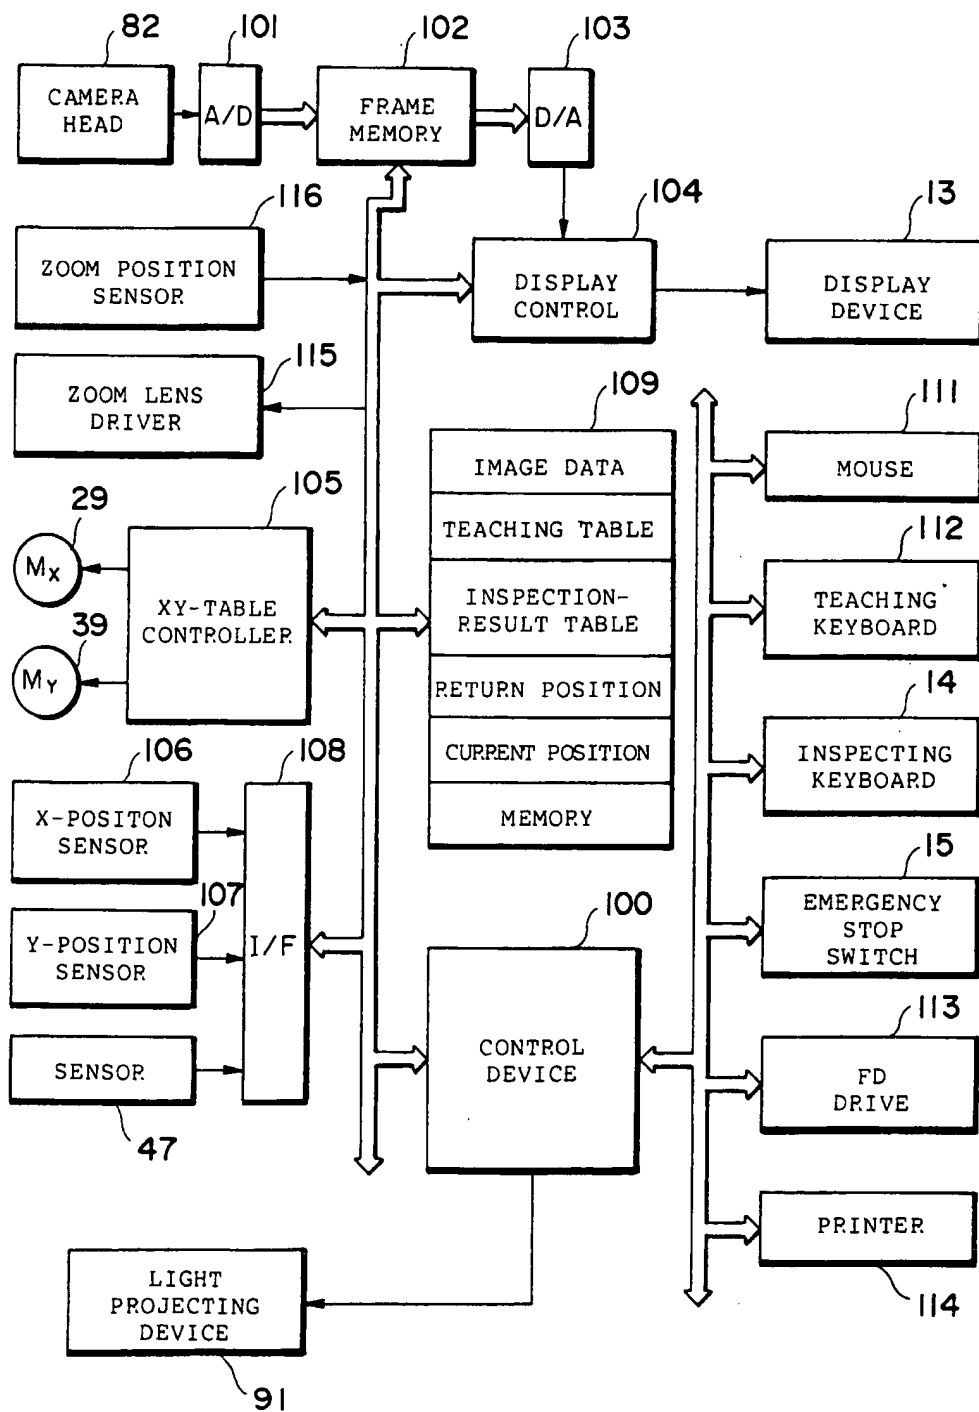 82
101
102
103
CAMERA
HEAD
A/D
FRAME
MEMORY
D/A
116
104
13
ZOOM POSITION
SENSOR
DISPLAY
CONTROL
DISPLAY
DEVICE
115
ZOOM LENS
DRIVER
109
111
IMAGE DATA
MOUSE
105
29
MX
TEACHING TABLE
112
XY-TABLE
CONTROLLER
INSPECTION-
RESULT TABLE
TEACHING
KEYBOARD
39
MY
RETURN POSITION
14
106
108
CURRENT POSITION
INSPECTING
KEYBOARD
X-POSITON
SENSOR
MEMORY
15
107
100
EMERGENCY
STOP
SWITCH
Y-POSITION
SENSOR
I/F
113
SENSOR
CONTROL
DEVICE
FD
DRIVE
47
PRINTER
LIGHT
PROJECTING
DEVICE
114
91